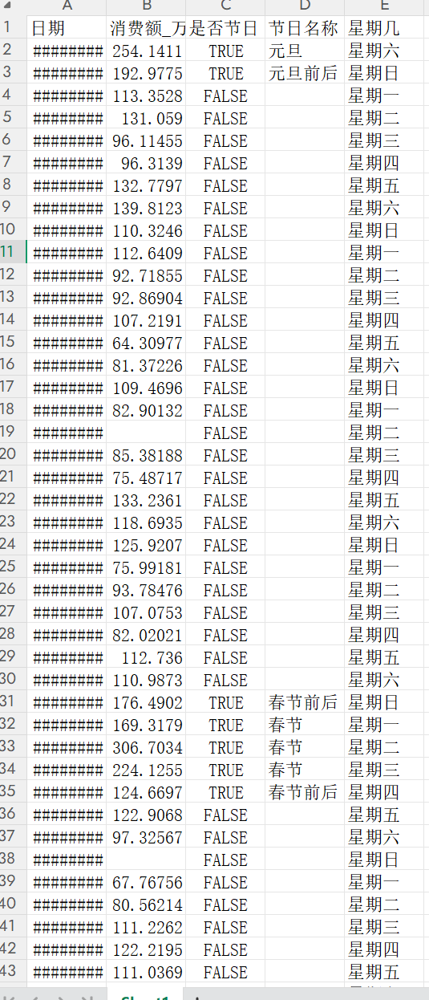 A B C D E
1 日期 消费额_万 是否节日 节日名称 星期几
2 ######## 254.1411 TRUE 元旦 星期六
3 ######## 192.9775 TRUE 元旦前后 星期日
4 ######## 113.3528 FALSE 星期一
5 ######## 131.059 FALSE 星期二
6 ######## 96.11455 FALSE 星期三
7 ######## 96.3139 FALSE 星期四
8 ######## 132.7797 FALSE 星期五
9 ######## 139.8123 FALSE 星期六
10 ######## 110.3246 FALSE 星期日
11 ######## 112.6409 FALSE 星期一
12 ######## 92.71855 FALSE 星期二
13 ######## 92.86904 FALSE 星期三
14 ######## 107.2191 FALSE 星期四
15 ######## 64.30977 FALSE 星期五
16 ######## 81.37226 FALSE 星期六
17 ######## 109.4696 FALSE 星期日
18 ######## 82.90132 FALSE 星期一
19 ######## FALSE 星期二
20 ######## 85.38188 FALSE 星期三
21 ######## 75.48717 FALSE 星期四
22 ######## 133.2361 FALSE 星期五
23 ######## 118.6935 FALSE 星期六
24 ######## 125.9207 FALSE 星期日
25 ######## 75.99181 FALSE 星期一
26 ######## 93.78476 FALSE 星期二
27 ######## 107.0753 FALSE 星期三
28 ######## 82.02021 FALSE 星期四
29 ######## 112.736 FALSE 星期五
30 ######## 110.9873 FALSE 星期六
31 ######## 176.4902 TRUE 春节前后 星期日
32 ######## 169.3179 TRUE 春节 星期一
33 ######## 306.7034 TRUE 春节 星期二
34 ######## 224.1255 TRUE 春节 星期三
35 ######## 124.6697 TRUE 春节前后 星期四
36 ######## 122.9068 FALSE 星期五
37 ######## 97.32567 FALSE 星期六
38 ######## FALSE 星期日
39 ######## 67.76756 FALSE 星期一
40 ######## 80.56214 FALSE 星期二
41 ######## 111.2262 FALSE 星期三
42 ######## 122.2195 FALSE 星期四
43 ######## 111.0369 FALSE 星期五